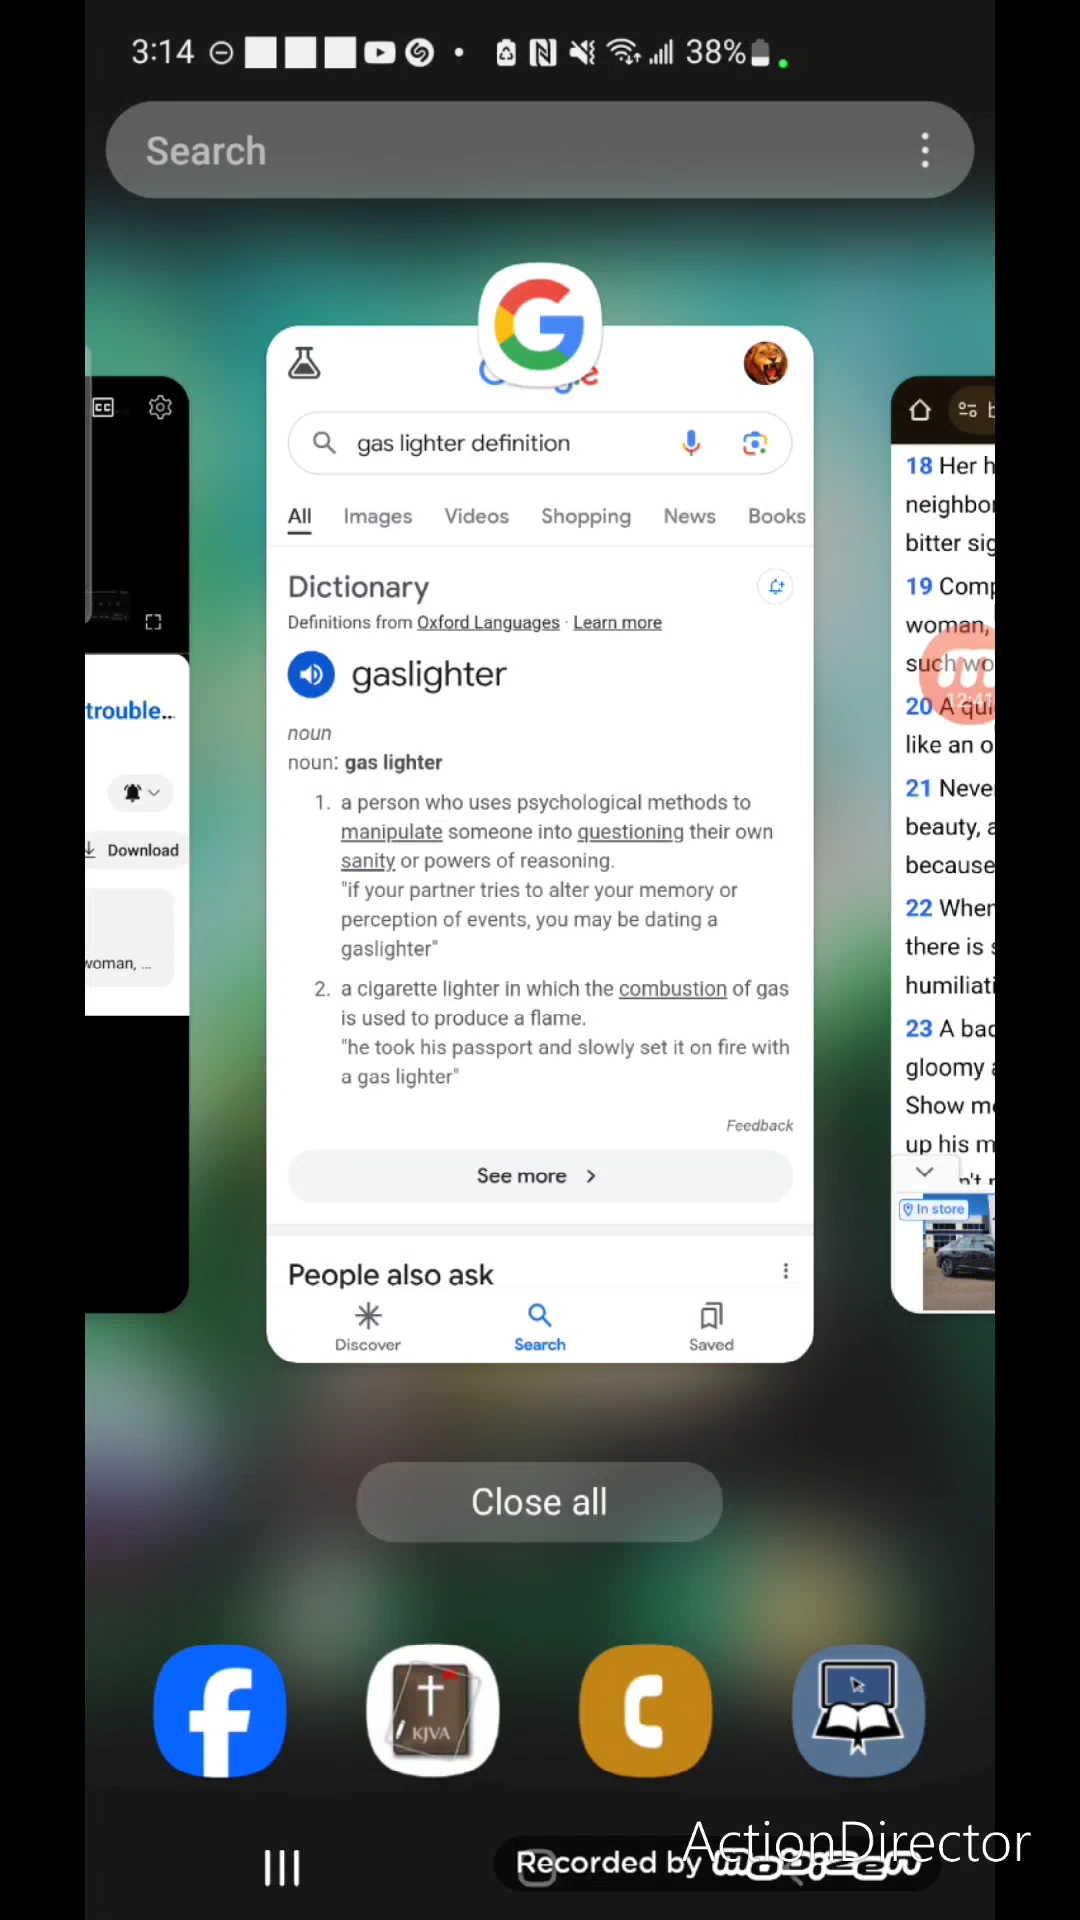 3:14
38%
Search
gas lighter definition
All Images Videos Shopping News Books
Dictionary
Definitions from Oxford Languages · Learn more
gaslighter
noun
noun: gas lighter
1. a person who uses psychological methods to
manipulate someone into questioning their own
sanity or powers of reasoning.
"if your partner tries to alter your memory or
perception of events, you may be dating a
gaslighter"
2. a cigarette lighter in which the combustion of gas
is used to produce a flame.
"he took his passport and slowly set it on fire with
a gas lighter"
Feedback
See more
People also ask
Discover Search Saved
CC
trouble...
Download
woman, ...
18 Her h
neighbor
bitter sig
19 Comp
woman,
such wo
12:41
20 A qui
like an o
21 Neve
beauty, a
because
22 When
there is s
humiliati
23 A bad
gloomy a
Show me
up his m
In store
Close all
KJVA
ActionDirector
Recorded by mobizen